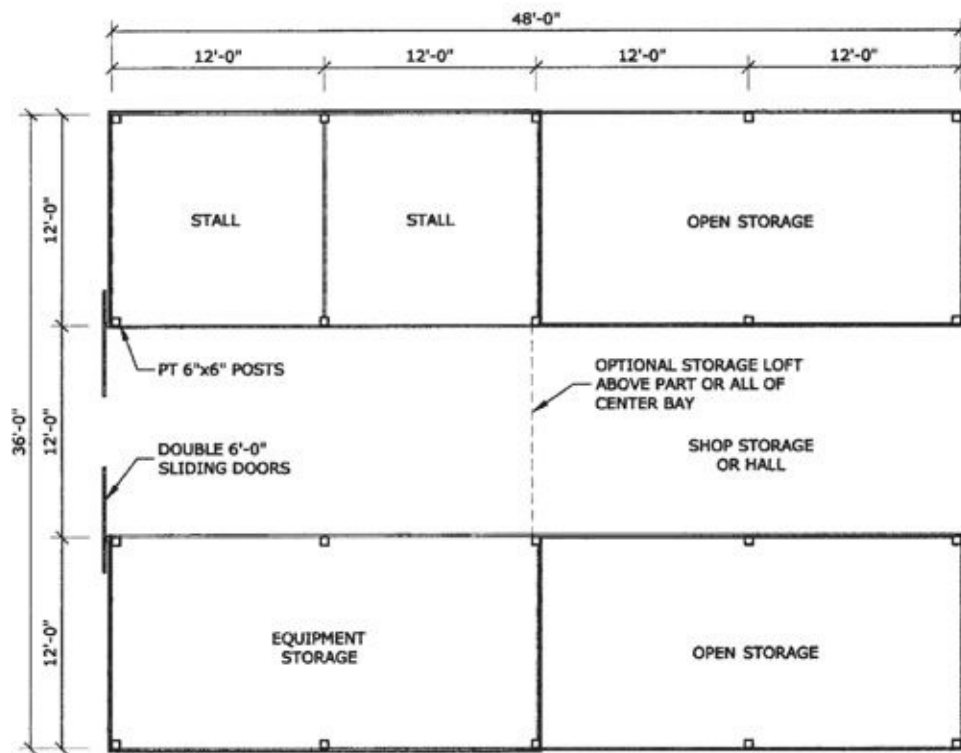 48'-0"
12'-0"
12'-0"
12'-0"
12'-0"
36'-0"
12'-0"
12'-0"
12'-0"
STALL
STALL
OPEN STORAGE
PT 6"x6" POSTS
OPTIONAL STORAGE LOFT
ABOVE PART OR ALL OF
CENTER BAY
DOUBLE 6'-0"
SLIDING DOORS
SHOP STORAGE
OR HALL
EQUIPMENT
STORAGE
OPEN STORAGE